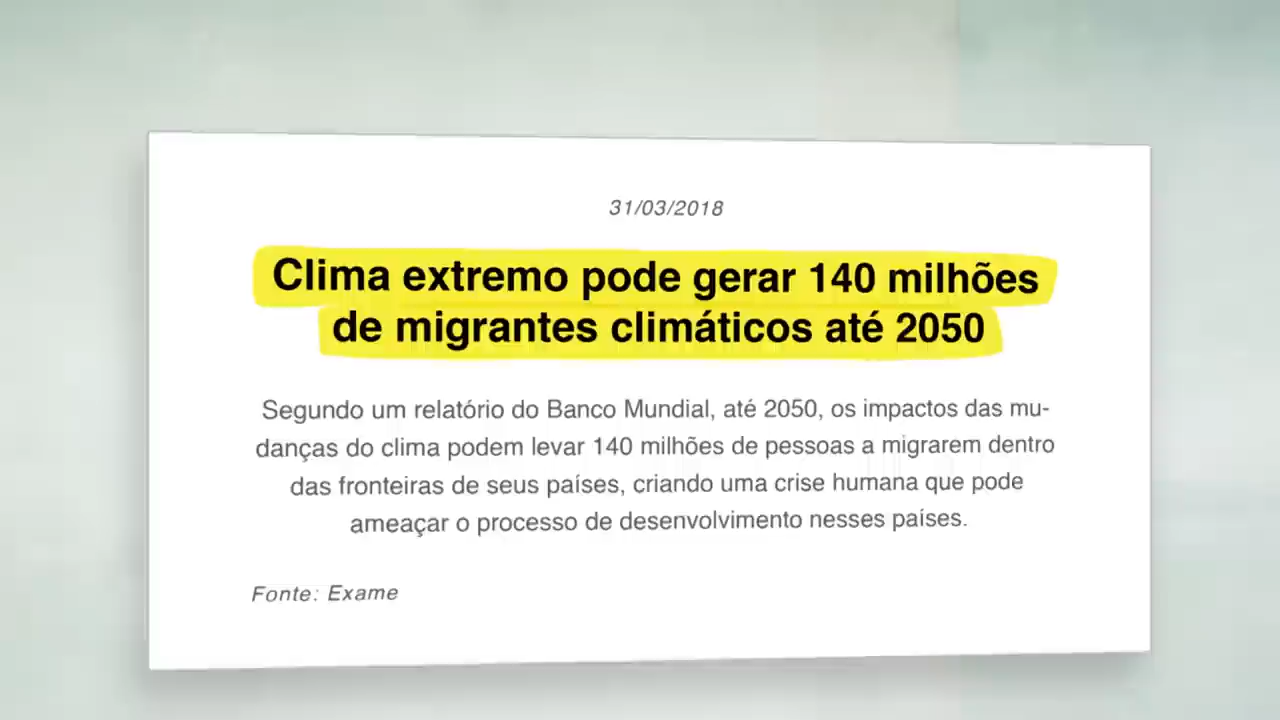 31/03/2018
Clima extremo pode gerar 140 milhões
de migrantes climáticos até 2050
Segundo um relatório do Banco Mundial, até 2050, os impactos das mu-
danças do clima podem levar 140 milhões de pessoas a migrarem dentro
das fronteiras de seus países, criando uma crise humana que pode
ameaçar o processo de desenvolvimento nesses países.
Fonte: Exame